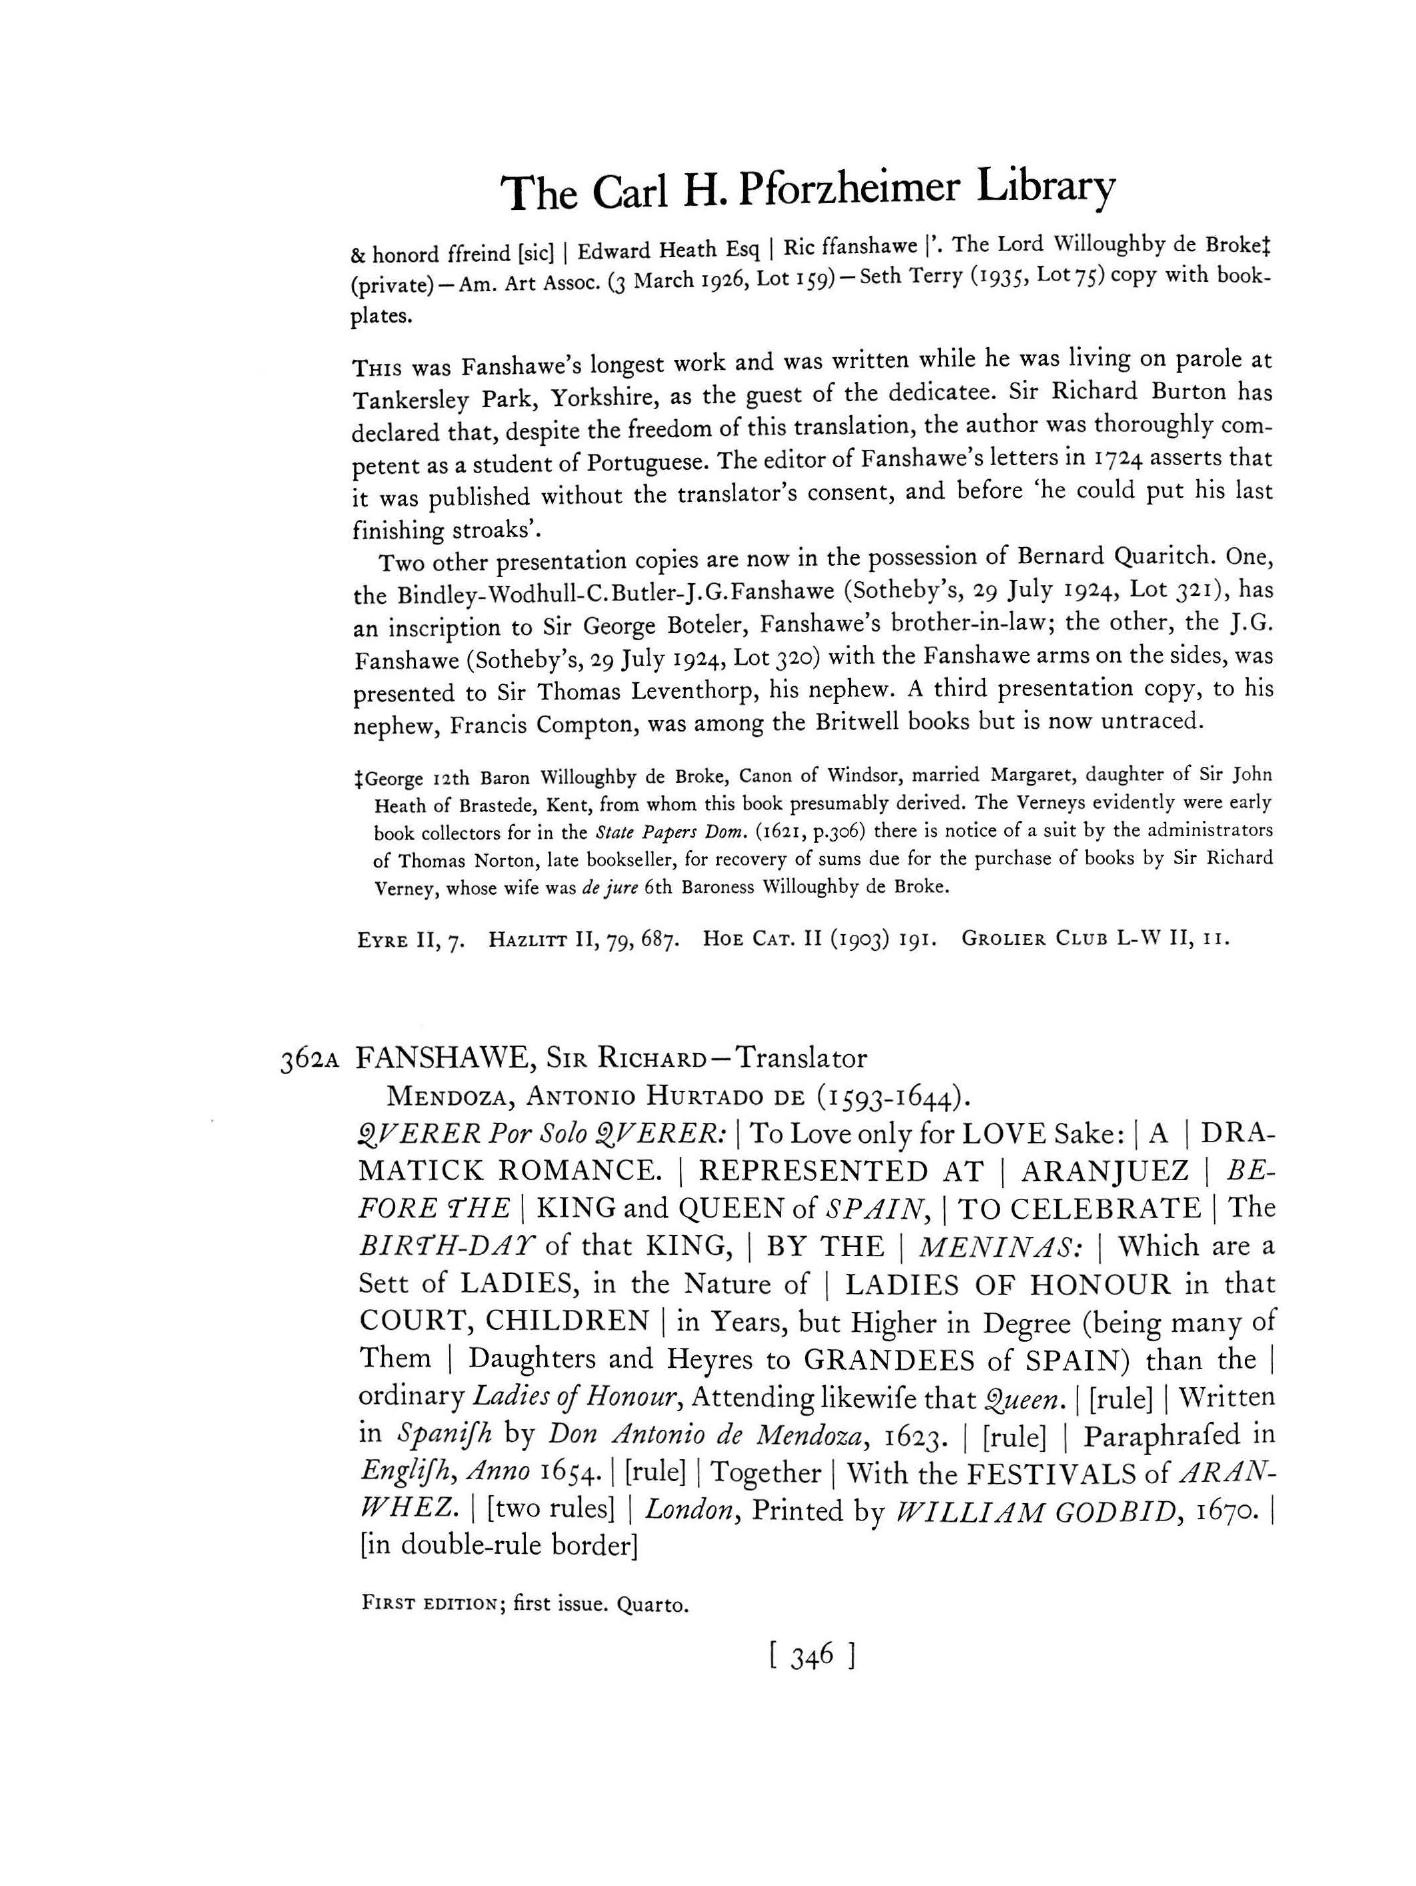 The Carl H. Pforzheimer Library
& honord ffreind [sic] | Edward Heath Esq | Ric ffanshawe |’. The Lord Willoughby de Broke‡
(private)—Am. Art Assoc. (3 March 1926, Lot 159)—Seth Terry (1935, Lot 75) copy with book-
plates.
THIS was Fanshawe’s longest work and was written while he was living on parole at
Tankersley Park, Yorkshire, as the guest of the dedicatee. Sir Richard Burton has
declared that, despite the freedom of this translation, the author was thoroughly com-
petent as a student of Portuguese. The editor of Fanshawe’s letters in 1724 asserts that
it was published without the translator’s consent, and before ‘he could put his last
finishing stroaks’.
Two other presentation copies are now in the possession of Bernard Quaritch. One,
the Bindley-Wodhull-C.Butler-J.G.Fanshawe (Sotheby’s, 29 July 1924, Lot 321), has
an inscription to Sir George Boteler, Fanshawe’s brother-in-law; the other, the J.G.
Fanshawe (Sotheby’s, 29 July 1924, Lot 320) with the Fanshawe arms on the sides, was
presented to Sir Thomas Leventhorp, his nephew. A third presentation copy, to his
nephew, Francis Compton, was among the Britwell books but is now untraced.
‡George 12th Baron Willoughby de Broke, Canon of Windsor, married Margaret, daughter of Sir John
Heath of Brastede, Kent, from whom this book presumably derived. The Verneys evidently were early
book collectors for in the State Papers Dom. (1621, p.306) there is notice of a suit by the administrators
of Thomas Norton, late bookseller, for recovery of sums due for the purchase of books by Sir Richard
Verney, whose wife was de jure 6th Baroness Willoughby de Broke.
EYRE II, 7. HAZLITT II, 79, 687. HOE CAT. II (1903) 191. GROLIER CLUB L-W II, 11.
362A FANSHAWE, SIR RICHARD—Translator
MENDOZA, ANTONIO HURTADO DE (1593-1644).
QVERER Por Solo QVERER: | To Love only for LOVE Sake: | A | DRA-
MATICK ROMANCE. | REPRESENTED AT | ARANJUEZ | BE-
FORE THE | KING and QUEEN of SPAIN, | TO CELEBRATE | The
BIRTH-DAY of that KING, | BY THE | MENINAS: | Which are a
Sett of LADIES, in the Nature of | LADIES OF HONOUR in that
COURT, CHILDREN | in Years, but Higher in Degree (being many of
Them | Daughters and Heyres to GRANDEES of SPAIN) than the |
ordinary Ladies of Honour, Attending likewiſe that Queen. | [rule] | Written
in Spaniſh by Don Antonio de Mendoza, 1623. | [rule] | Paraphraſed in
Engliſh, Anno 1654. | [rule] | Together | With the FESTIVALS of ARAN-
WHEZ. | [two rules] | London, Printed by WILLIAM GODBID, 1670. |
[in double-rule border]
FIRST EDITION; first issue. Quarto.
[ 346 ]